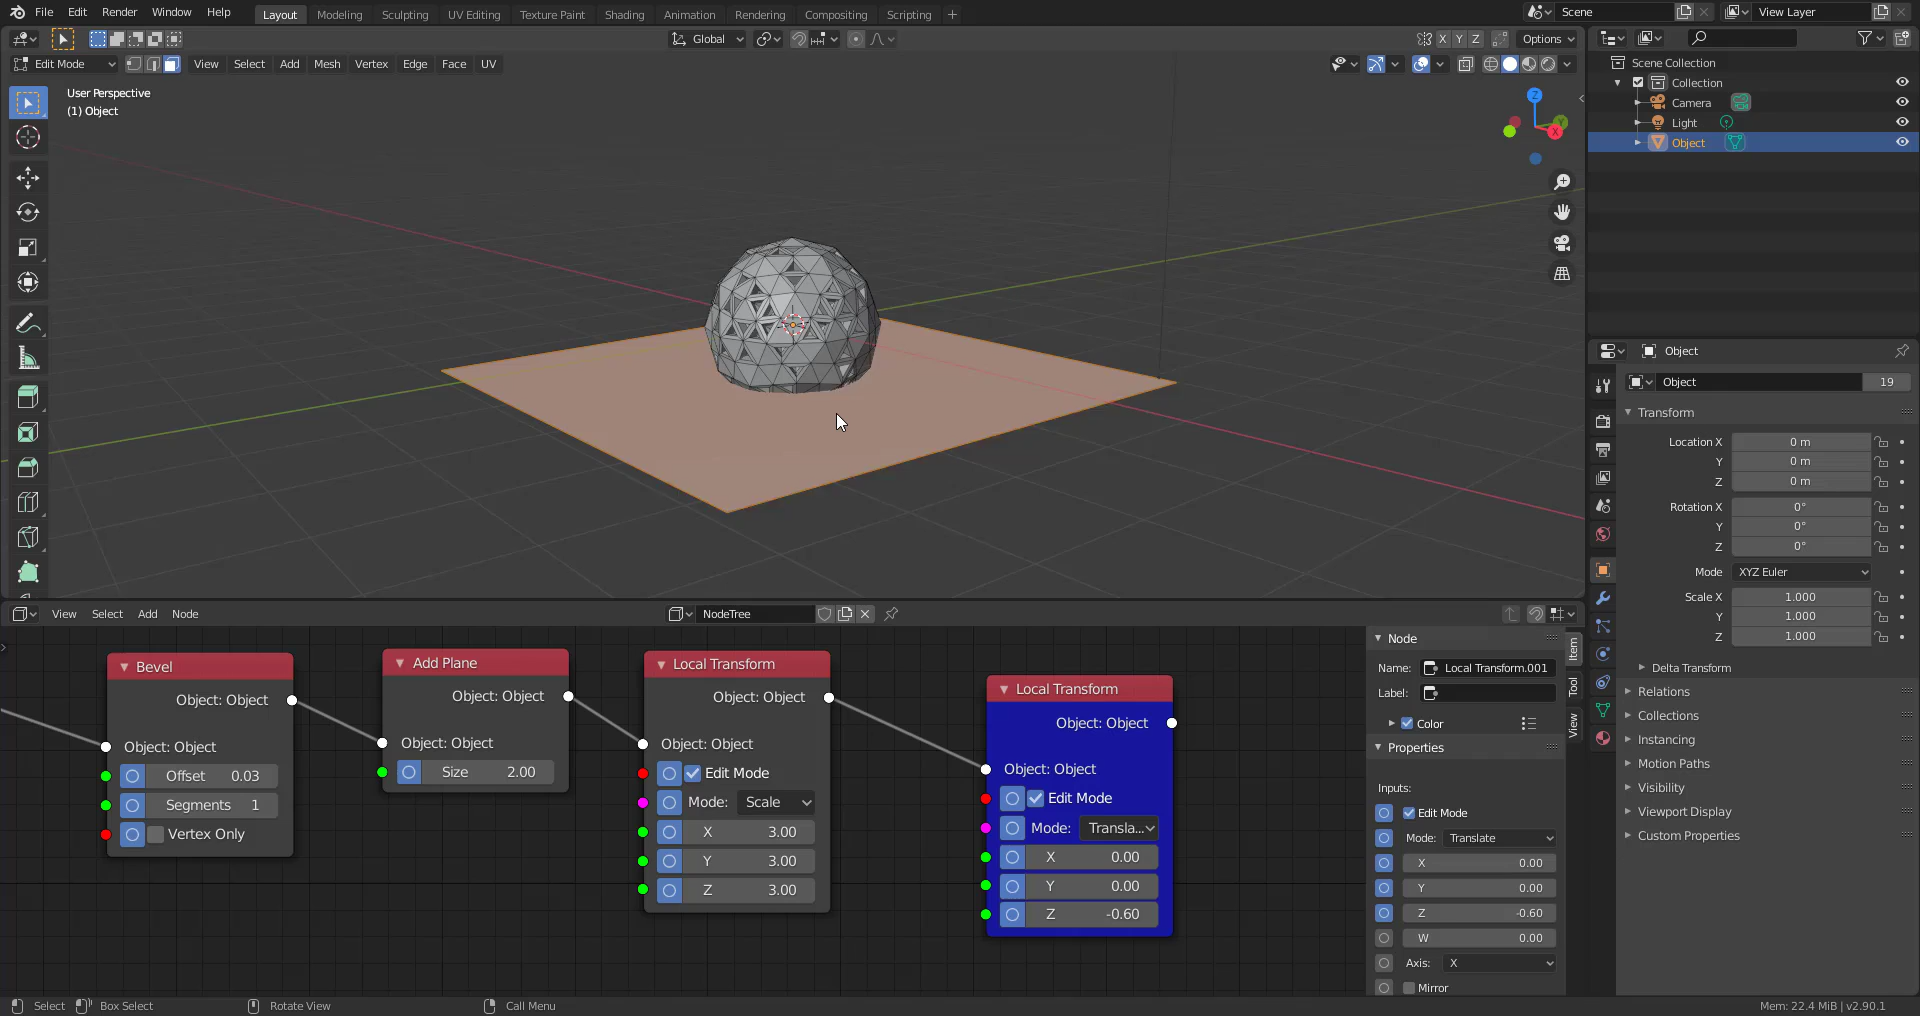 File Edit Render Window Help Layout Modeling Sculpting UV Editing Texture Paint Shading Animation Rendering Compositing Scripting + Scene View Layer
Global X Y Z Options
Edit Mode View Select Add Mesh Vertex Edge Face UV
User Perspective
(1) Object
Z
Y
X
Scene Collection
Collection
Camera
Light
Object
Object
Object 19
Transform
Location X 0 m
Y 0 m
Z 0 m
Rotation X 0°
Y 0°
Z 0°
Mode XYZ Euler
Scale X 1.000
Y 1.000
Z 1.000
Delta Transform
Relations
Collections
Instancing
Motion Paths
Visibility
Viewport Display
Custom Properties
View Select Add Node NodeTree
Bevel
Object: Object
Object: Object
Offset 0.03
Segments 1
Vertex Only
Add Plane
Object: Object
Object: Object
Size 2.00
Local Transform
Object: Object
Object: Object
Edit Mode
Mode: Scale
X 3.00
Y 3.00
Z 3.00
Local Transform
Object: Object
Object: Object
Edit Mode
Mode: Transla...
X 0.00
Y 0.00
Z -0.60
Node
Name: Local Transform.001
Label:
Color
Properties
Inputs:
Edit Mode
Mode: Translate
X 0.00
Y 0.00
Z -0.60
W 0.00
Axis: X
Mirror
Item
Tool
View
Select Box Select Rotate View Call Menu Mem: 22.4 MiB | v2.90.1